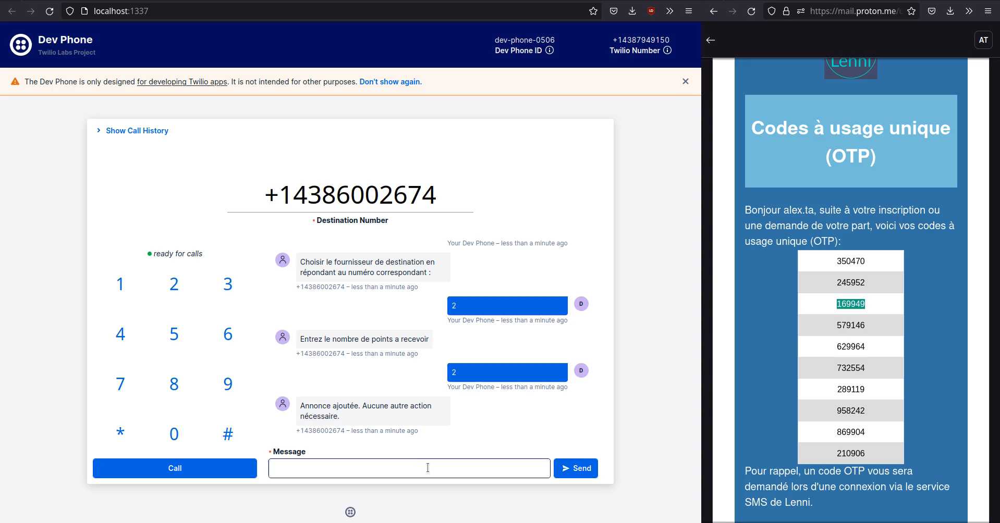 localhost:1337
https://mail.proton.me/u
Dev Phone
Twilio Labs Project
dev-phone-0506
Dev Phone ID
+14387949150
Twilio Number
AT
The Dev Phone is only designed for developing Twilio apps. It is not intended for other purposes. Don't show again.
Show Call History
+14386002674
• Destination Number
ready for calls
1 2 3
4 5 6
7 8 9
* 0 #
Call
Your Dev Phone – less than a minute ago
Choisir le fournisseur de destination en
répondant au numéro correspondant :
+14386002674 – less than a minute ago
2
D
Your Dev Phone – less than a minute ago
Entrez le nombre de points a recevoir
+14386002674 – less than a minute ago
2
D
Your Dev Phone – less than a minute ago
Annonce ajoutée. Aucune autre action
nécessaire.
+14386002674 – less than a minute ago
• Message
Send
Lenni
Codes à usage unique
(OTP)
Bonjour alex.ta, suite à votre inscription ou
une demande de votre part, voici vos codes à
usage unique (OTP):
350470
245952
169949
579146
629964
732554
289119
958242
869904
210906
Pour rappel, un code OTP vous sera
demandé lors d'une connexion via le service
SMS de Lenni.